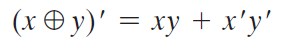 (x ⊕ y)′ = xy + x′y′